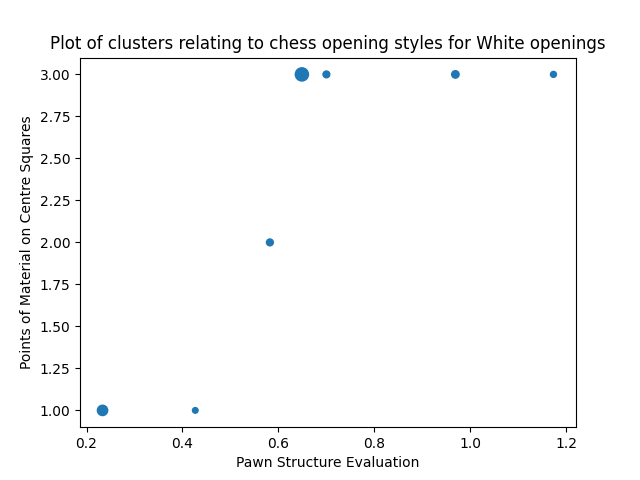 Plot of clusters relating to chess opening styles for White openings
3.00
2.75
2.50
2.25
2.00
1.75
1.50
1.25
1.00
Points of Material on Centre Squares
0.2 0.4 0.6 0.8 1.0 1.2
Pawn Structure Evaluation